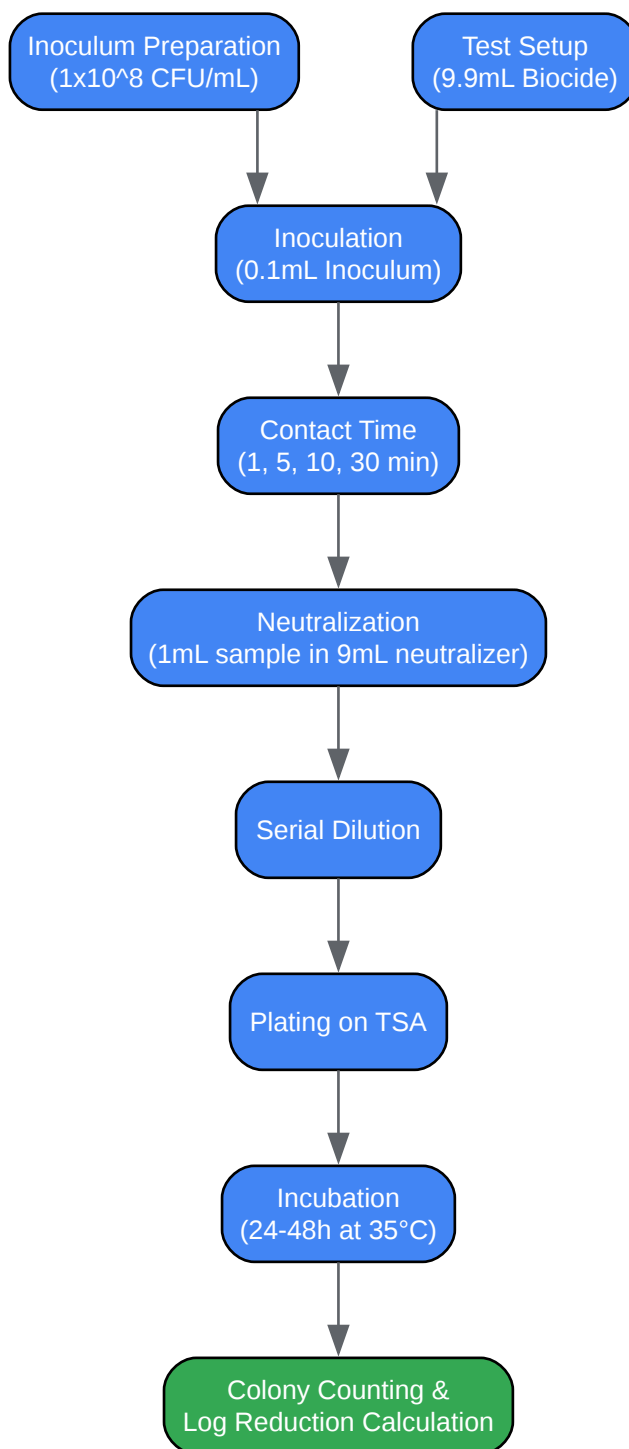 Inoculum Preparation
(1x10^8 CFU/mL)
Test Setup
(9.9mL Biocide)
Inoculation
(0.1mL Inoculum)
Contact Time
(1, 5, 10, 30 min)
Neutralization
(1mL sample in 9mL neutralizer)
Serial Dilution
Plating on TSA
Incubation
(24-48h at 35°C)
Colony Counting &
Log Reduction Calculation